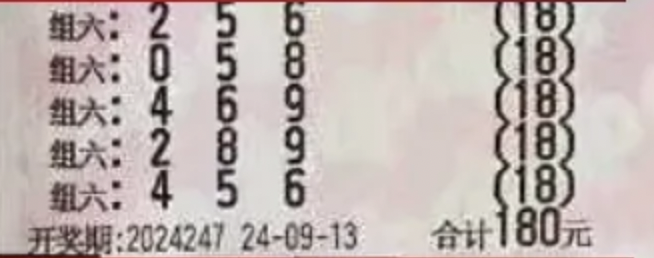 组六: 2 5 6 (18)
组六: 0 5 8 (18)
组六: 4 6 9 (18)
组六: 2 8 9 (18)
组六: 4 5 6 (18)
开奖期:2024247 24-09-13 合计180元